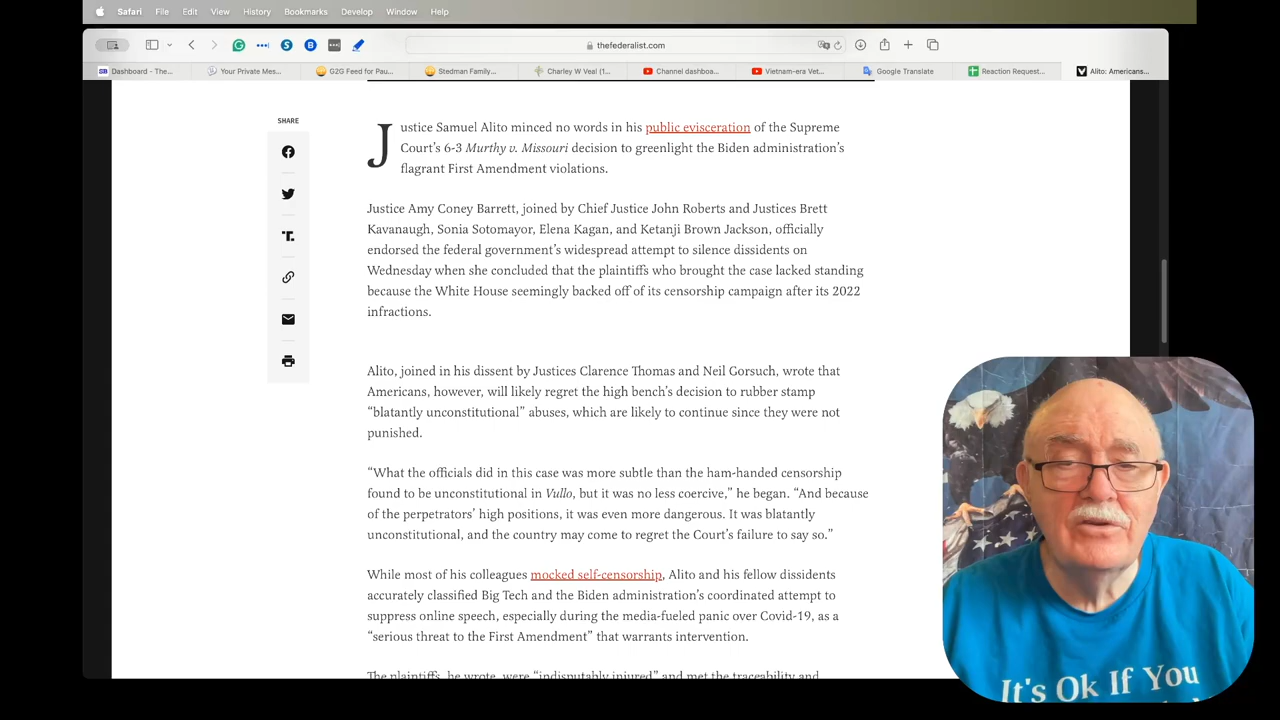 Safari File Edit View History Bookmarks Develop Window Help
thefederalist.com
Dashboard - The... Your Private Mes... G2G Feed for Pau... Stedman Family... Charley W Veal (1... Channel dashboa... Vietnam-era Vet... Google Translate Reaction Request... Alito: Americans...
SHARE
Justice Samuel Alito minced no words in his public evisceration of the Supreme
Court's 6-3 Murthy v. Missouri decision to greenlight the Biden administration's
flagrant First Amendment violations.
Justice Amy Coney Barrett, joined by Chief Justice John Roberts and Justices Brett
Kavanaugh, Sonia Sotomayor, Elena Kagan, and Ketanji Brown Jackson, officially
endorsed the federal government's widespread attempt to silence dissidents on
Wednesday when she concluded that the plaintiffs who brought the case lacked standing
because the White House seemingly backed off of its censorship campaign after its 2022
infractions.
Alito, joined in his dissent by Justices Clarence Thomas and Neil Gorsuch, wrote that
Americans, however, will likely regret the high bench's decision to rubber stamp
“blatantly unconstitutional” abuses, which are likely to continue since they were not
punished.
“What the officials did in this case was more subtle than the ham-handed censorship
found to be unconstitutional in Vullo, but it was no less coercive,” he began. “And because
of the perpetrators' high positions, it was even more dangerous. It was blatantly
unconstitutional, and the country may come to regret the Court's failure to say so.”
While most of his colleagues mocked self-censorship, Alito and his fellow dissidents
accurately classified Big Tech and the Biden administration's coordinated attempt to
suppress online speech, especially during the media-fueled panic over Covid-19, as a
“serious threat to the First Amendment” that warrants intervention.
The plaintiffs, he wrote, were “indisputably injured” and met the traceability and
It's Ok If You